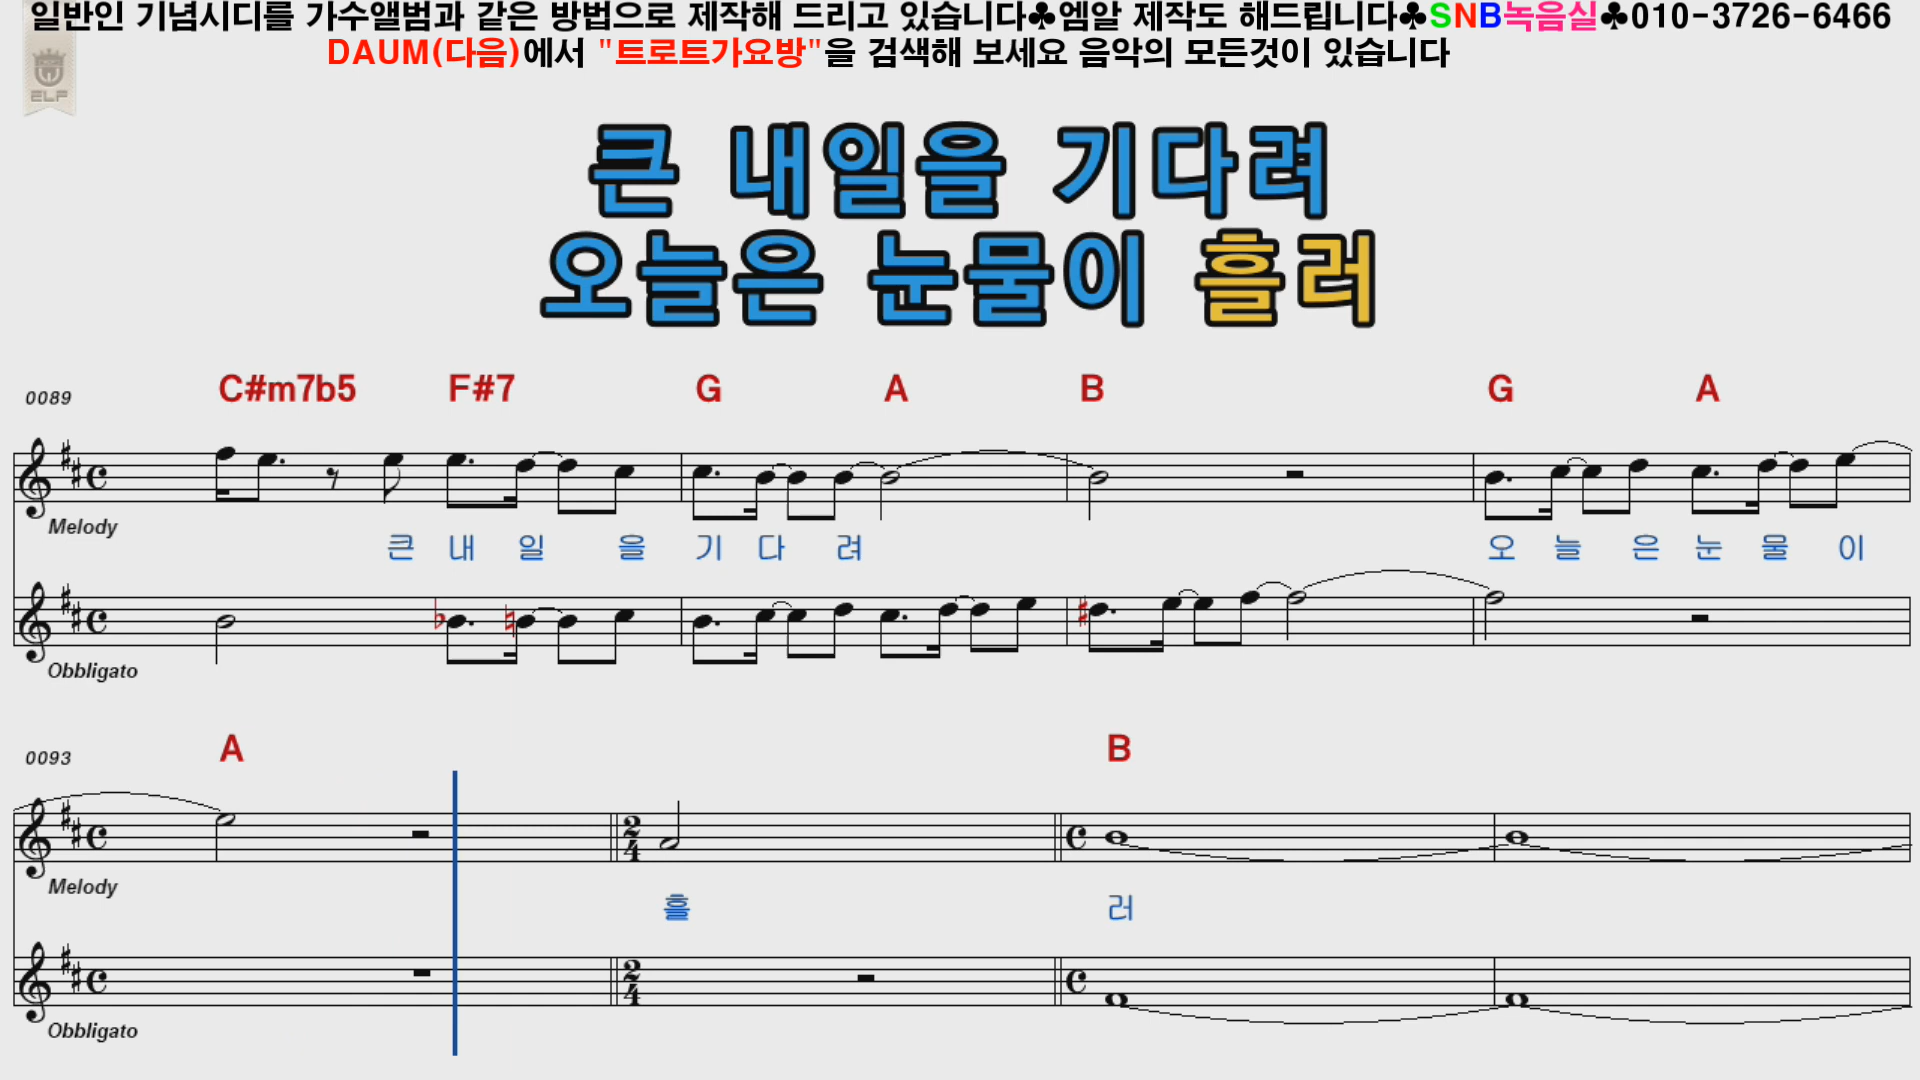 일반인 기념시디를 가수앨범과 같은 방법으로 제작해 드리고 있습니다♣엠알 제작도 해드립니다♣SNB녹음실♣010-3726-6466
DAUM(다음)에서 "트로트가요방"을 검색해 보세요 음악의 모든것이 있습니다
ELF
큰 내일을 기다려
오늘은 눈물이 흘러
0089 C#m7b5 F#7 G A B G A
Melody
큰 내 일 을 기 다 려 오 늘 은 눈 물 이
Obbligato
0093 A B
2
4
Melody
흘 러
2
4
Obbligato